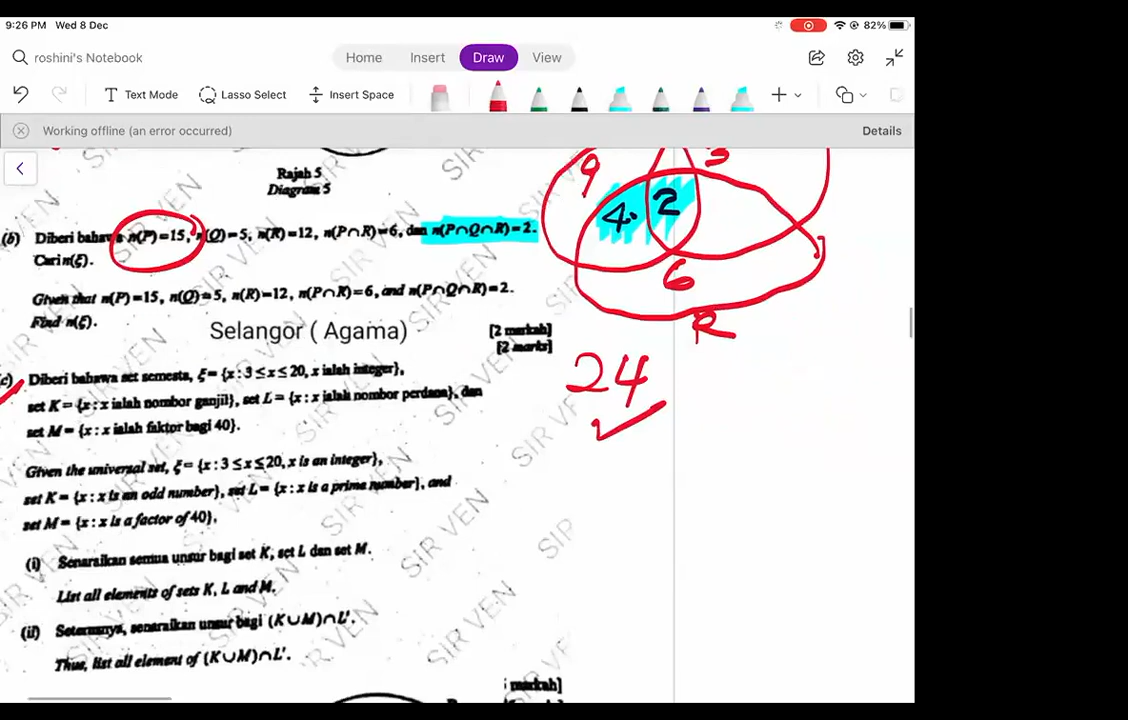 9:26 PM Wed 8 Dec
82%
roshini's Notebook
Home Insert Draw View
Text Mode Lasso Select Insert Space
Working offline (an error occurred) Details
Rajah 5
Diagram 5
9
4. 2
6
R
(b) Diberi bahawa n(P)=15, n(Q)=5, n(R)=12, n(P∩R)=6, dan n(P∩Q∩R)=2.
Cari n(ξ).
Given that n(P)=15, n(Q)=5, n(R)=12, n(P∩R)=6, and n(P∩Q∩R)=2.
Find n(ξ).
Selangor ( Agama)
[2 markah]
[2 marks]
24
c) Diberi bahawa set semesta, ξ= {x : 3 ≤ x ≤ 20, x ialah integer},
set K = {x : x ialah nombor ganjil}, set L = {x : x ialah nombor perdana}, dan
set M = {x : x ialah faktor bagi 40}.
Given the universal set, ξ= {x : 3 ≤ x ≤ 20, x is an integer},
set K = {x : x is an odd number}, set L = {x : x is a prime number}, and
set M = {x : x is a factor of 40},
(i) Senaraikan semua unsur bagi set K, set L dan set M.
List all elements of sets K, L and M.
(ii) Seterusnya, senaraikan unsur bagi (K∪M)∩L'.
Thus, list all element of (K∪M)∩L'.
markah]
SIR VEN